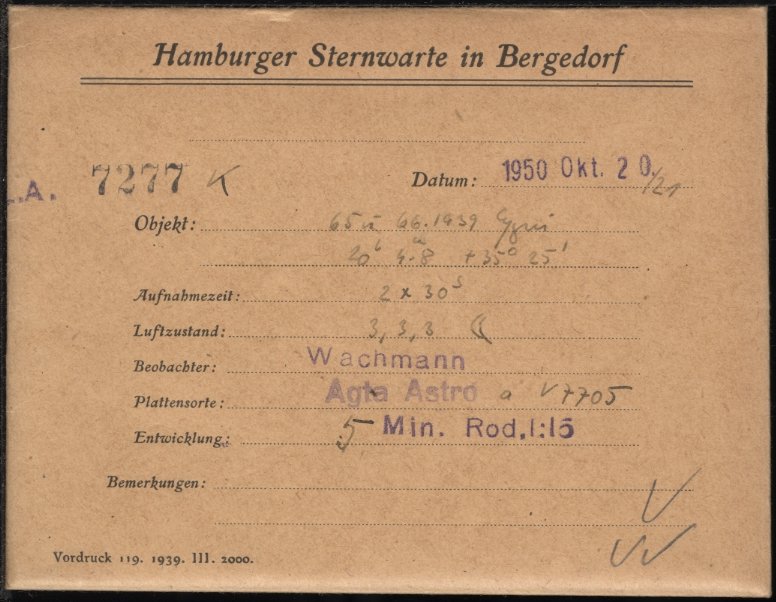 Hamburger Sternwarte in Bergedorf
L.A. 7277 K
Datum: 1950 Okt. 20./21
Objekt: 65 u 66.1939 Cygni
20h 4m.8 +35° 25'
Aufnahmezeit: 2 x 30s
Luftzustand: 3, 3, 3
Beobachter: Wachmann
Plattensorte: Agfa Astro a V7705
Entwicklung: 5 Min. Rod. 1:15
Bemerkungen:
Vordruck 119. 1939. III. 2000.